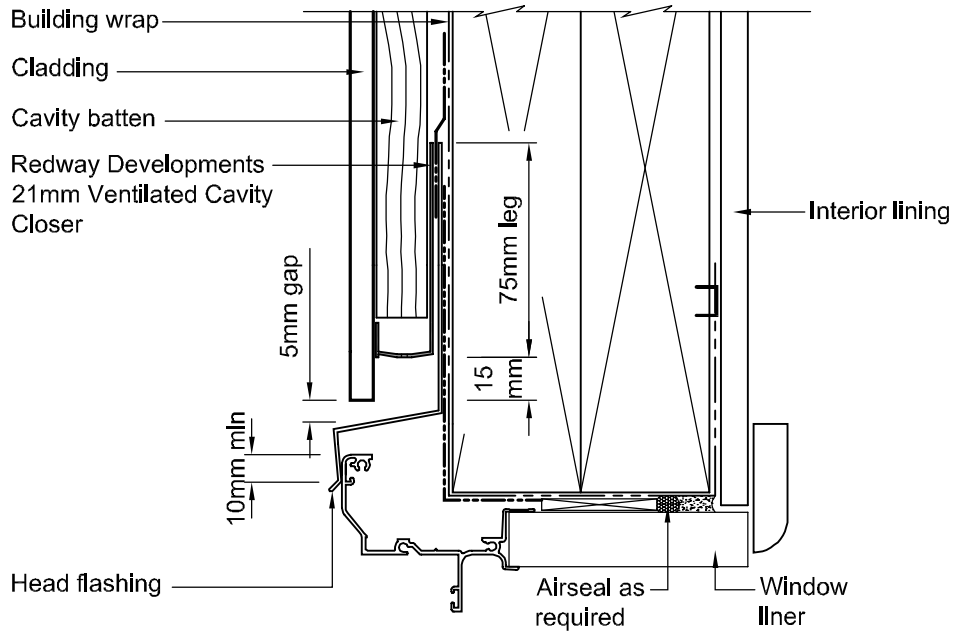 Building wrap
Cladding
Cavity batten
Redway Developments
21mm Ventilated Cavity
Closer
Interior lining
75mm leg
5mm gap
15
mm
10mm min
Head flashing
Airseal as
required
Window
liner